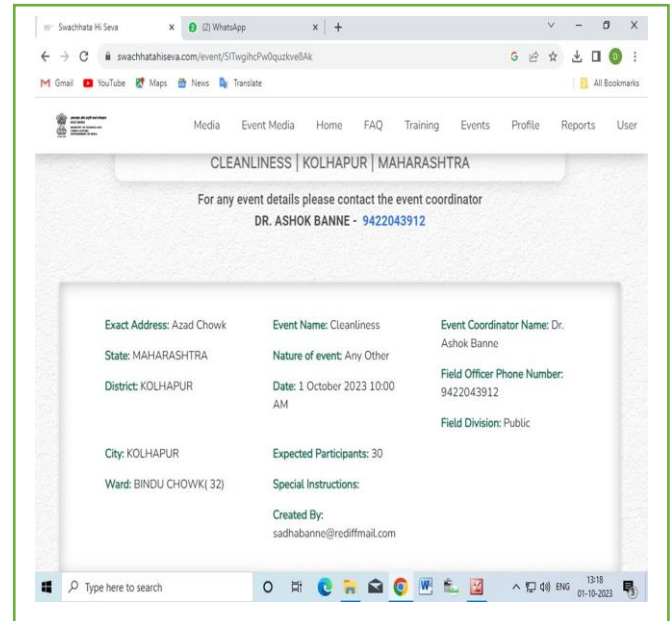 Swachhata Hi Seva
(2) WhatsApp
swachhatahiseva.com/event/
Gmail YouTube Maps News Translate All Bookmarks
Media Event Media Home FAQ Training Events Profile Reports User
CLEANLINESS | KOLHAPUR | MAHARASHTRA
For any event details please contact the event coordinator
DR. ASHOK BANNE - 9422043912
Exact Address: Azad Chowk
State: MAHARASHTRA
District: KOLHAPUR
City: KOLHAPUR
Ward: BINDU CHOWK( 32)
Event Name: Cleanliness
Nature of event: Any Other
Date: 1 October 2023 10:00
AM
Expected Participants: 30
Special Instructions:
Created By:
sadhabanne@rediffmail.com
Event Coordinator Name: Dr.
Ashok Banne
Field Officer Phone Number:
9422043912
Field Division: Public
Type here to search
ENG
13:18
01-10-2023